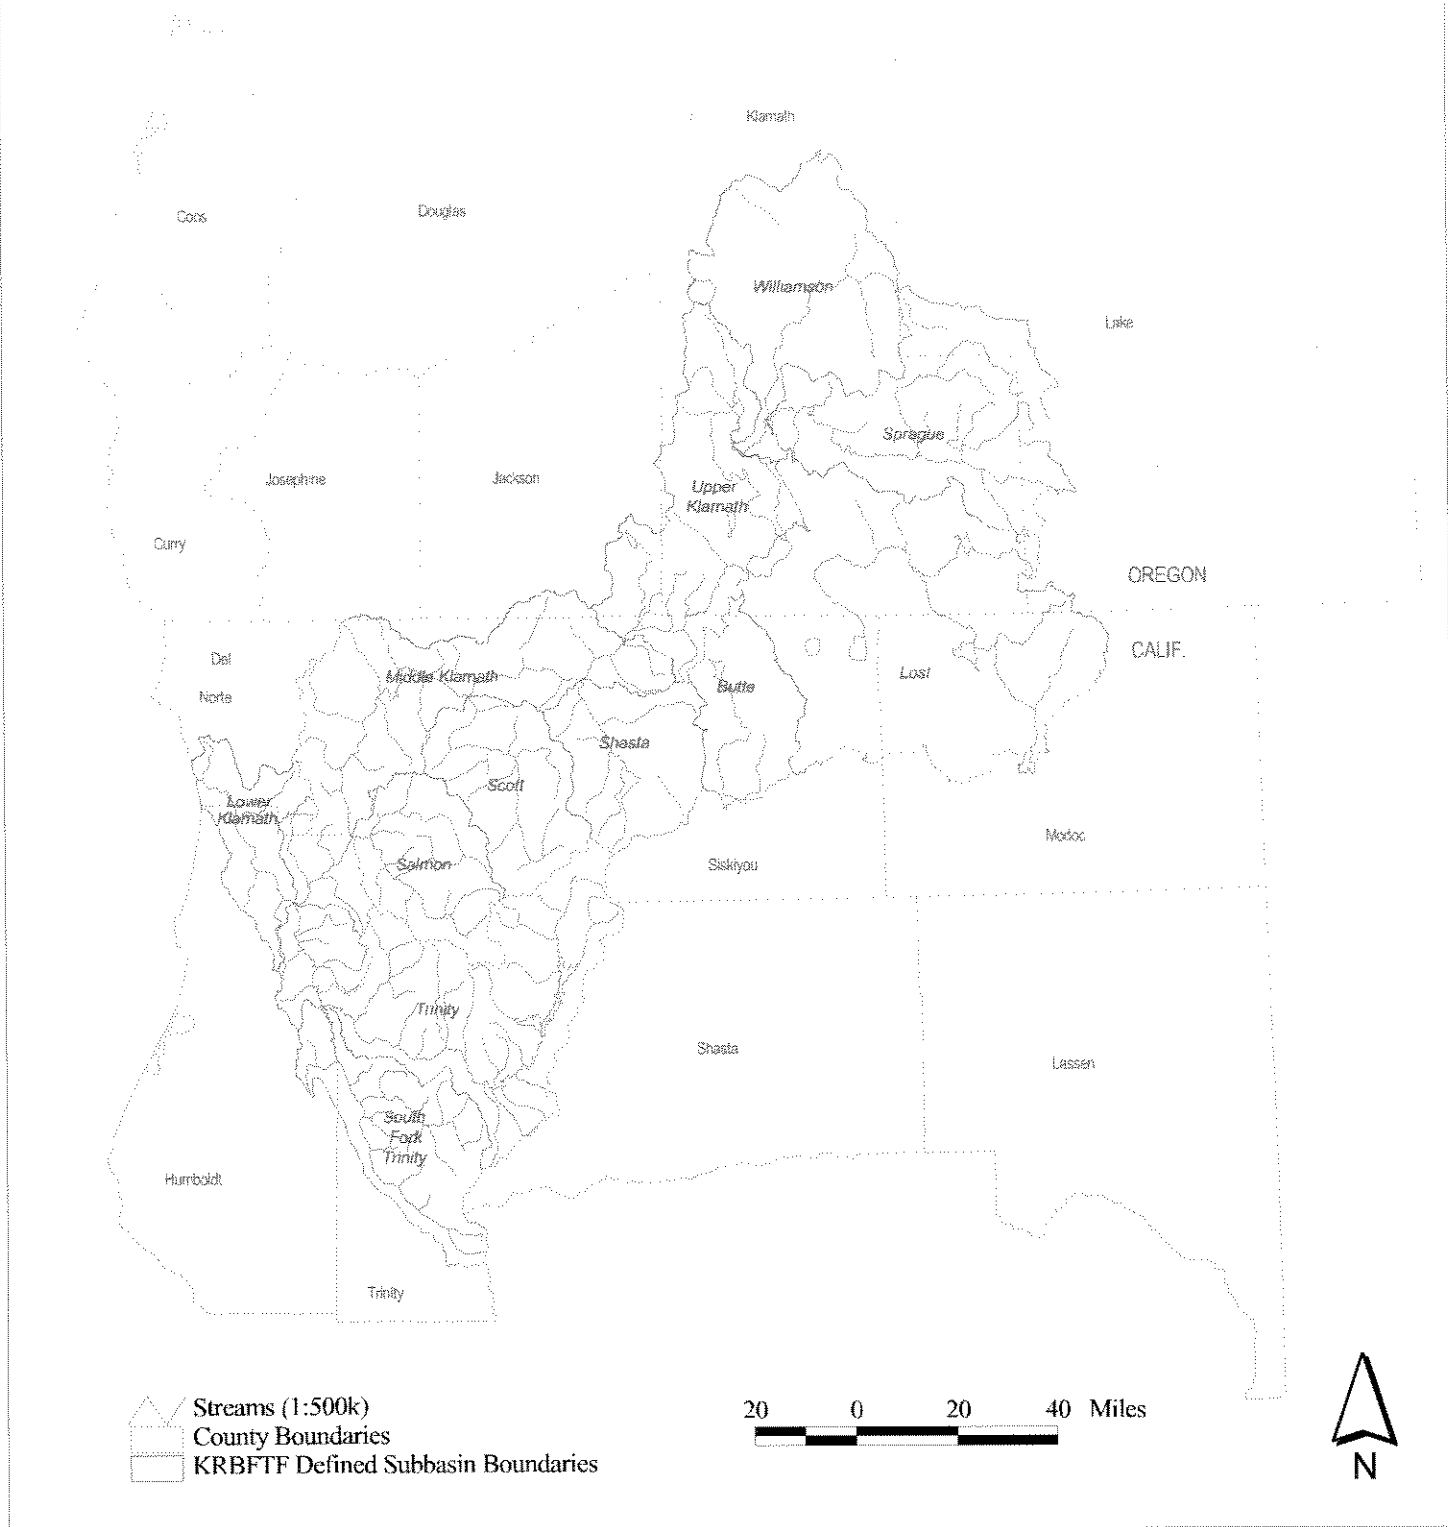 Klamath
Coos
Douglas
Williamson
Lake
Sprague
Josephine
Jackson
Upper
Klamath
Curry
OREGON
CALIF.
Del
Norte
Middle Klamath
Butte
Lost
Shasta
Scott
Lower
Klamath
Salmon
Siskiyou
Modoc
Trinity
Shasta
Lassen
South
Fork
Trinity
Humboldt
Trinity
Streams (1:500k)
County Boundaries
KRBFTF Defined Subbasin Boundaries
20 0 20 40 Miles
N